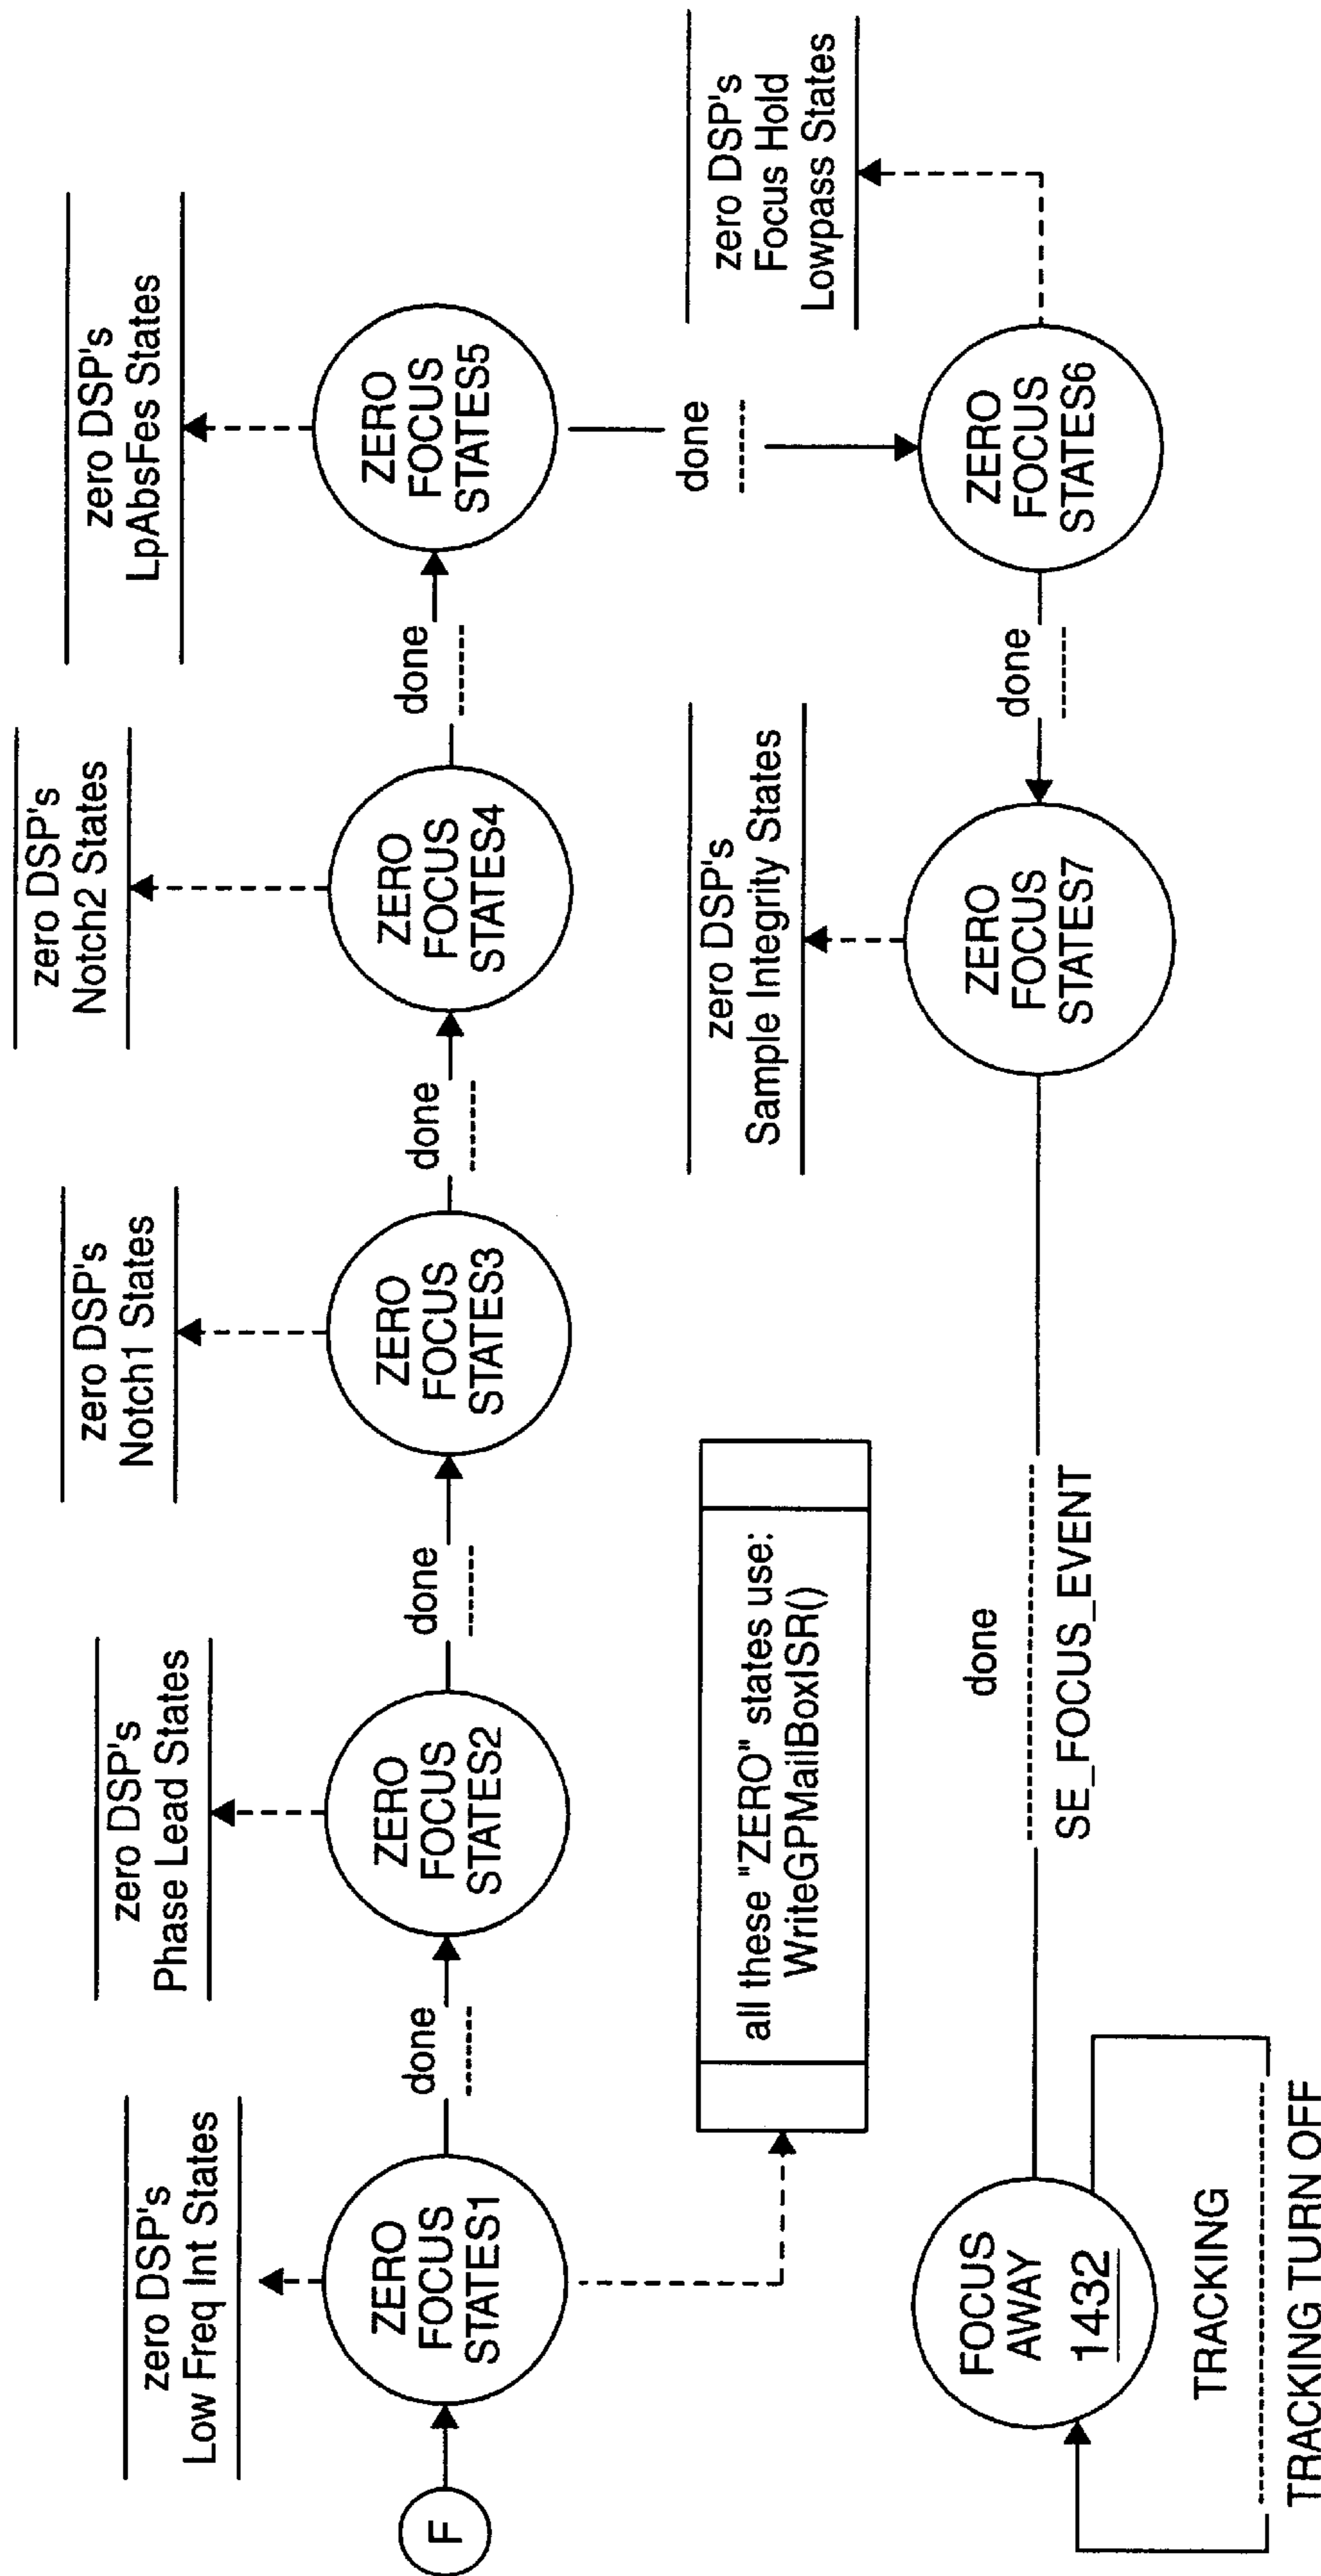 F
zero DSP's
Low Freq Int States
ZERO
FOCUS
STATES1
done
zero DSP's
Phase Lead States
ZERO
FOCUS
STATES2
done
zero DSP's
Notch1 States
ZERO
FOCUS
STATES3
done
zero DSP's
Notch2 States
ZERO
FOCUS
STATES4
done
zero DSP's
LpAbsFes States
ZERO
FOCUS
STATES5
done
all these "ZERO" states use:
WriteGPMailBoxISR()
zero DSP's
Focus Hold
Lowpass States
ZERO
FOCUS
STATES6
done
zero DSP's
Sample Integrity States
ZERO
FOCUS
STATES7
done
SE_FOCUS_EVENT
FOCUS
AWAY
1432
TRACKING
TRACKING TURN OFF